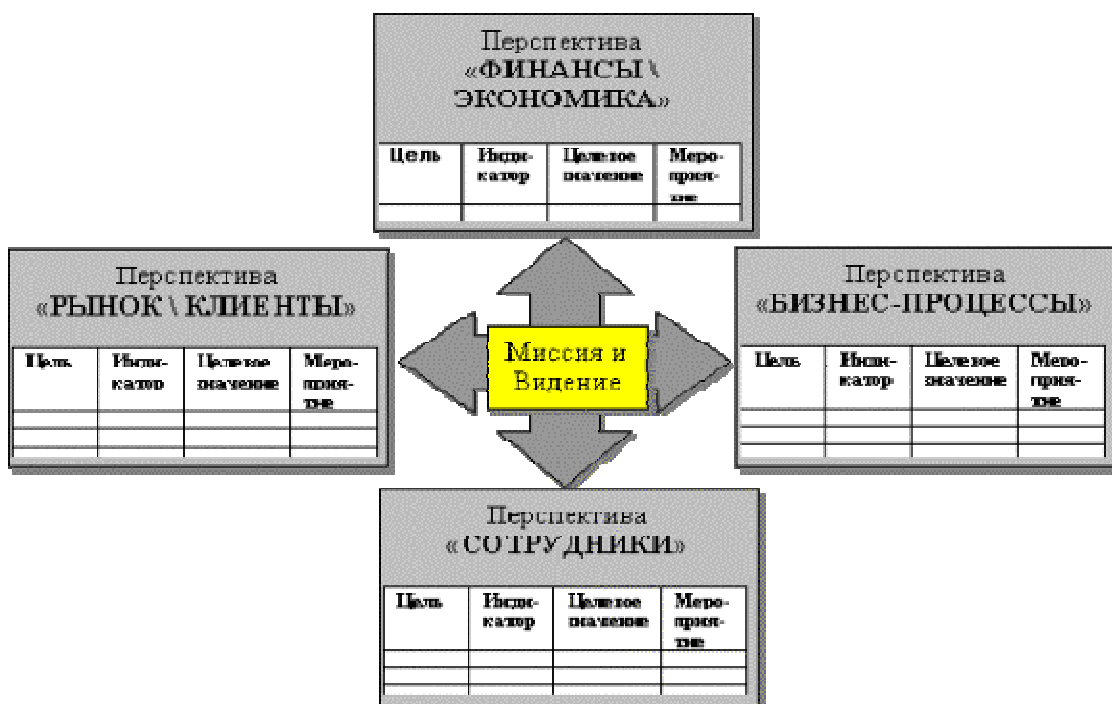 Перспектива
«ФИНАНСЫ \
ЭКОНОМИКА»
Цель Инди- Целевое Меро-
катор значение прия-
тие
Перспектива
«РЫНОК \ КЛИЕНТЫ»
Цель Инди- Целевое Меро-
катор значение прия-
тие
Миссия и
Видение
Перспектива
«БИЗНЕС-ПРОЦЕССЫ»
Цель Инди- Целевое Меро-
катор значение прия-
тие
Перспектива
«СОТРУДНИКИ»
Цель Инди- Целевое Меро-
катор значение прия-
тие